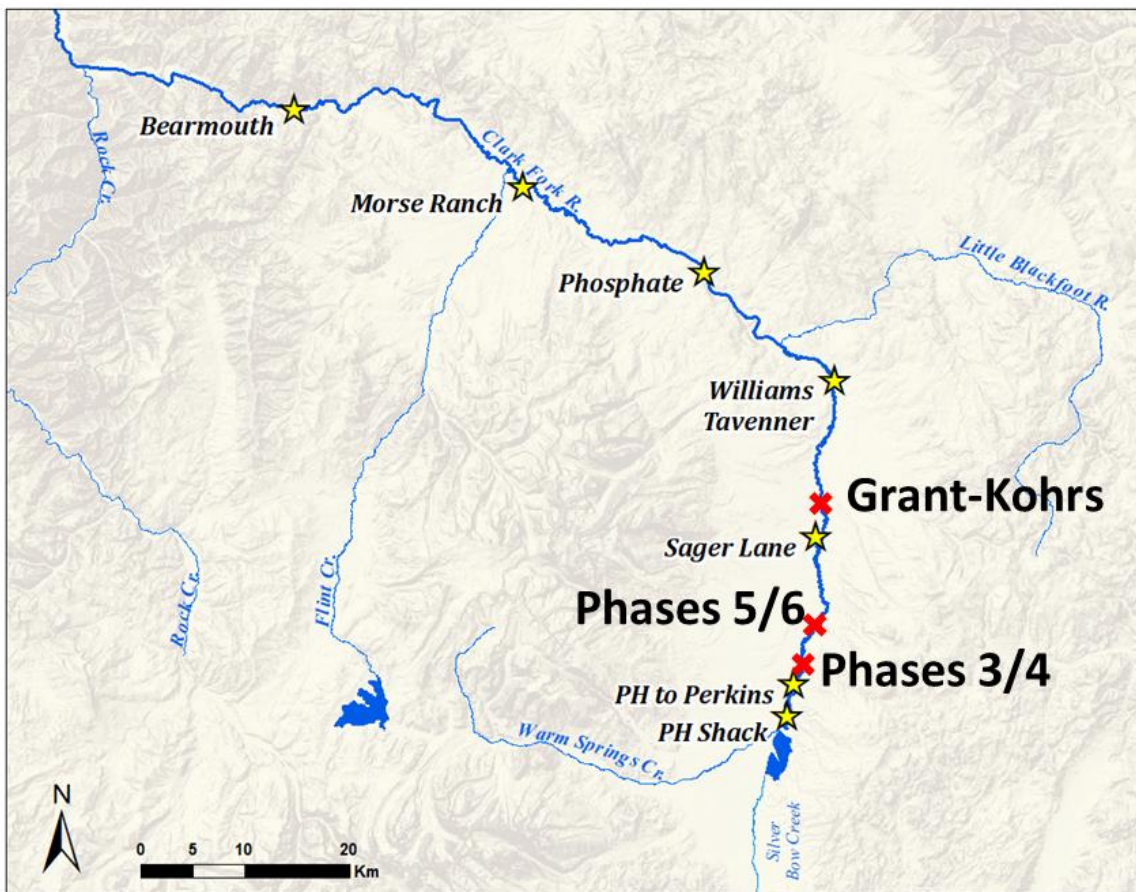 Bearmouth
Rock Cr.
Clark Fork R.
Morse Ranch
Little Blackfoot R.
Phosphate
Williams
Tavenner
Grant-Kohrs
Sager Lane
Flint Cr.
Rock Cr.
Phases 5/6
Phases 3/4
PH to Perkins
PH Shack
Warm Springs Cr.
Silver
Bow Creek
N
0 5 10 20
Km